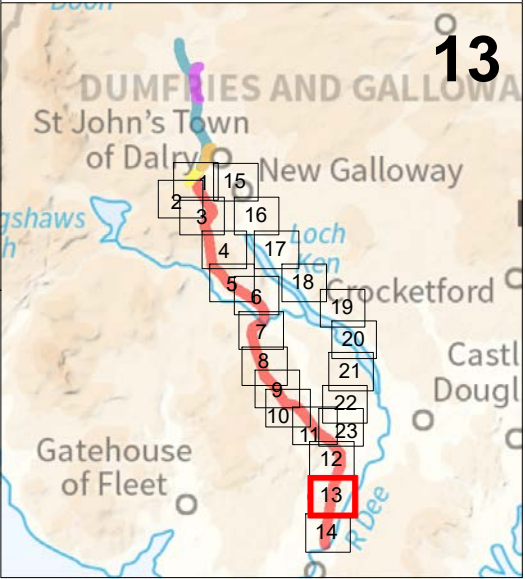 Doon
13
DUMFRIES AND GALLOWA
St John's Town
of Dalry
New Galloway
1
15
2
3
16
gshaws
h
Loch
Ken
4
17
5
18
6
Crocketford
19
7
20
8
21
Castl
Dougl
9
22
10
11
23
Gatehouse
of Fleet
12
13
R Dee
14